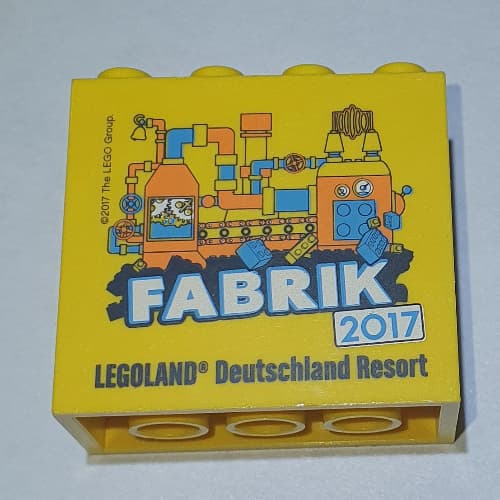 ©2017 The LEGO Group.
FABRIK
2017
LEGOLAND® Deutschland Resort